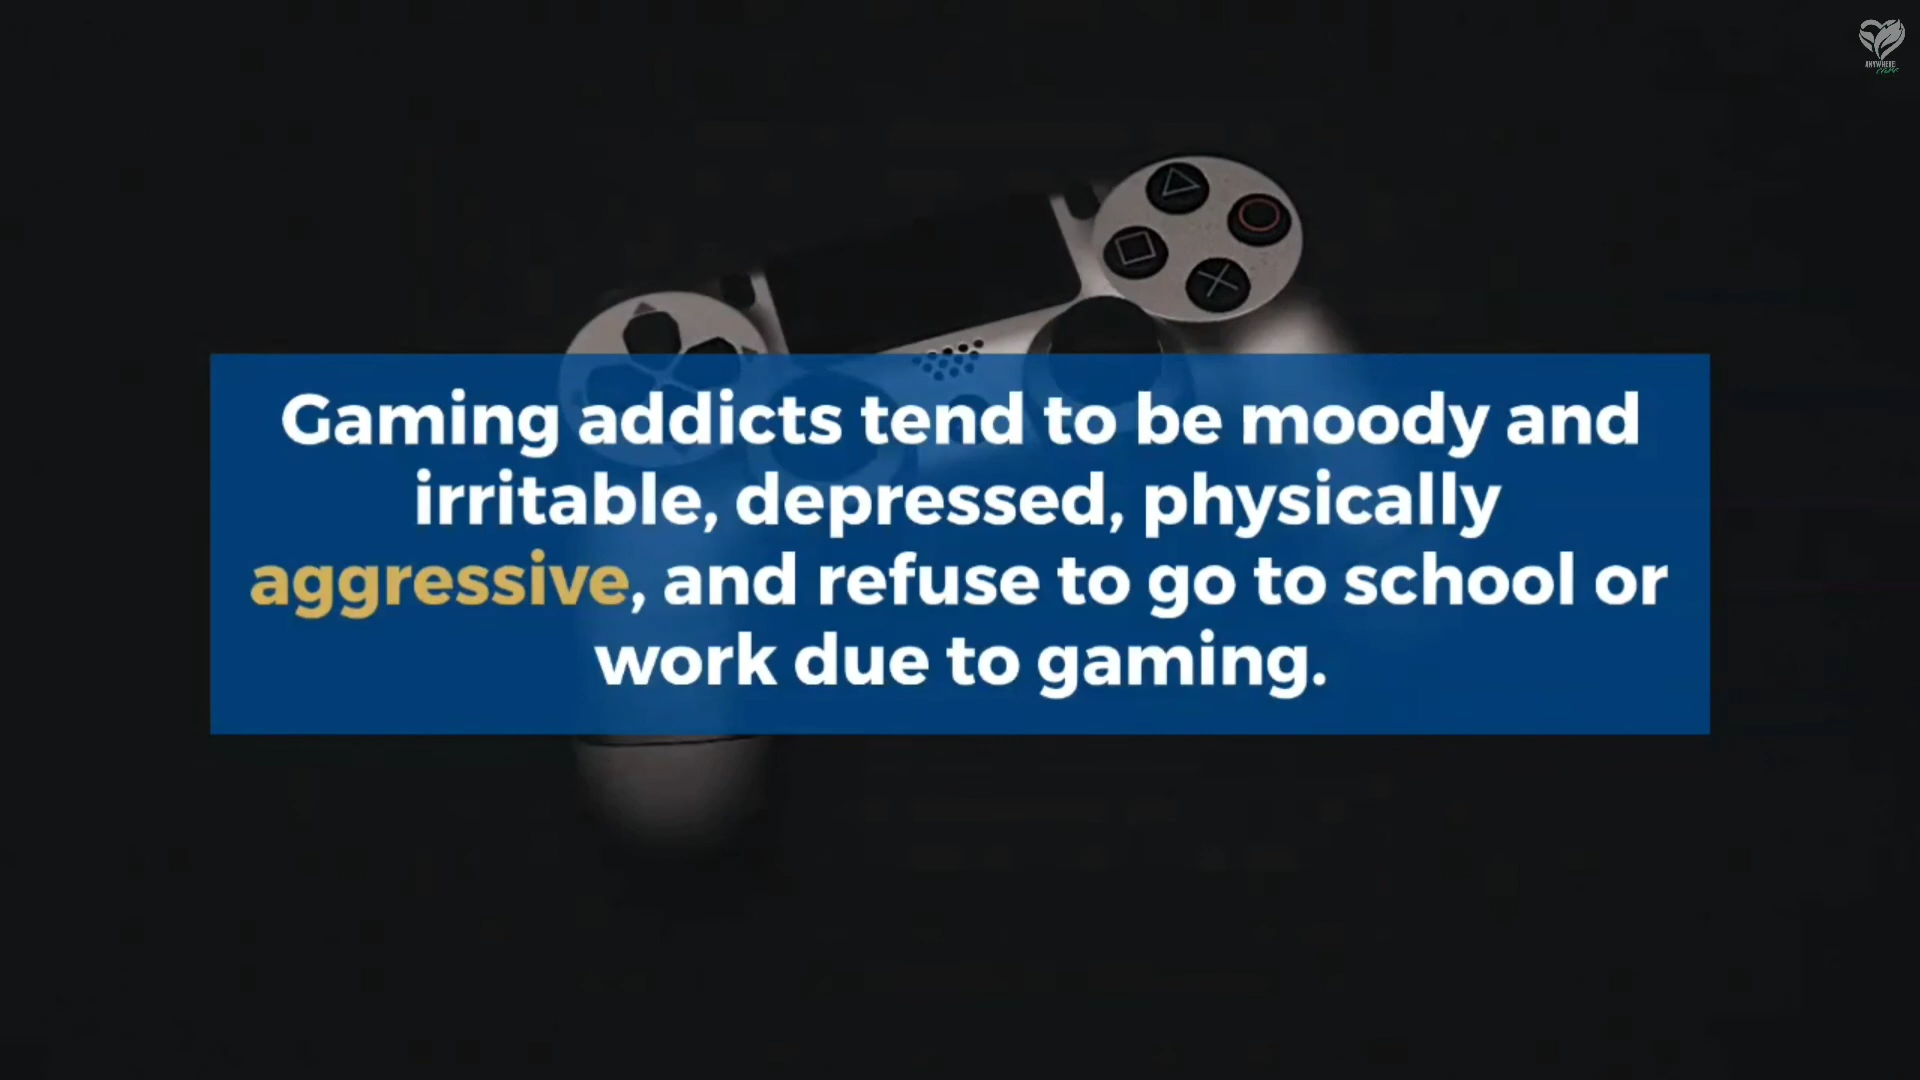 ANYWHERE
Gaming addicts tend to be moody and
irritable, depressed, physically
aggressive, and refuse to go to school or
work due to gaming.